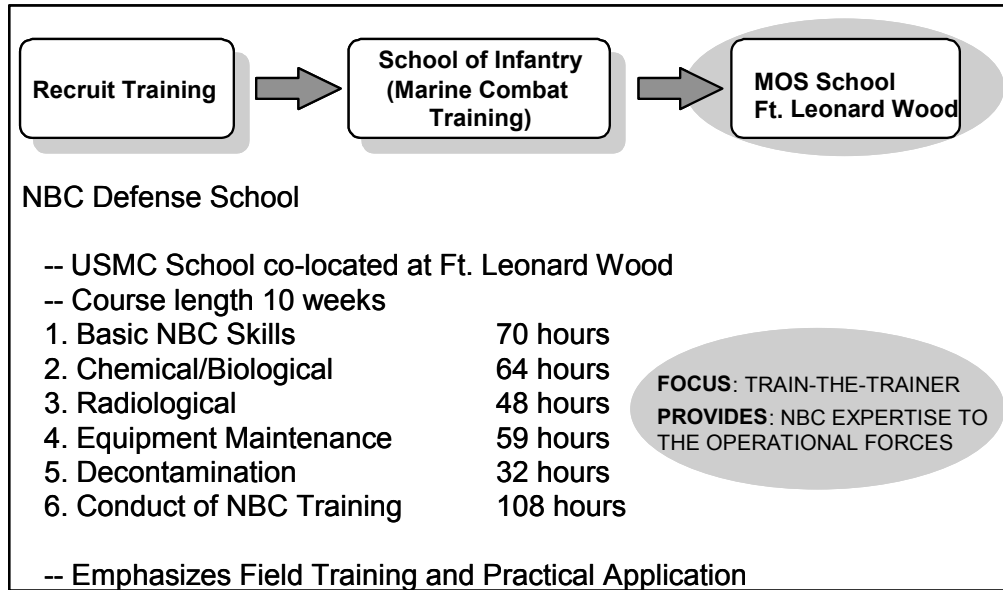 Recruit Training
School of Infantry
(Marine Combat
Training)
MOS School
Ft. Leonard Wood
NBC Defense School
-- USMC School co-located at Ft. Leonard Wood
-- Course length 10 weeks
1. Basic NBC Skills 70 hours
2. Chemical/Biological 64 hours
3. Radiological 48 hours
4. Equipment Maintenance 59 hours
5. Decontamination 32 hours
6. Conduct of NBC Training 108 hours
FOCUS: TRAIN-THE-TRAINER
PROVIDES: NBC EXPERTISE TO
THE OPERATIONAL FORCES
-- Emphasizes Field Training and Practical Application